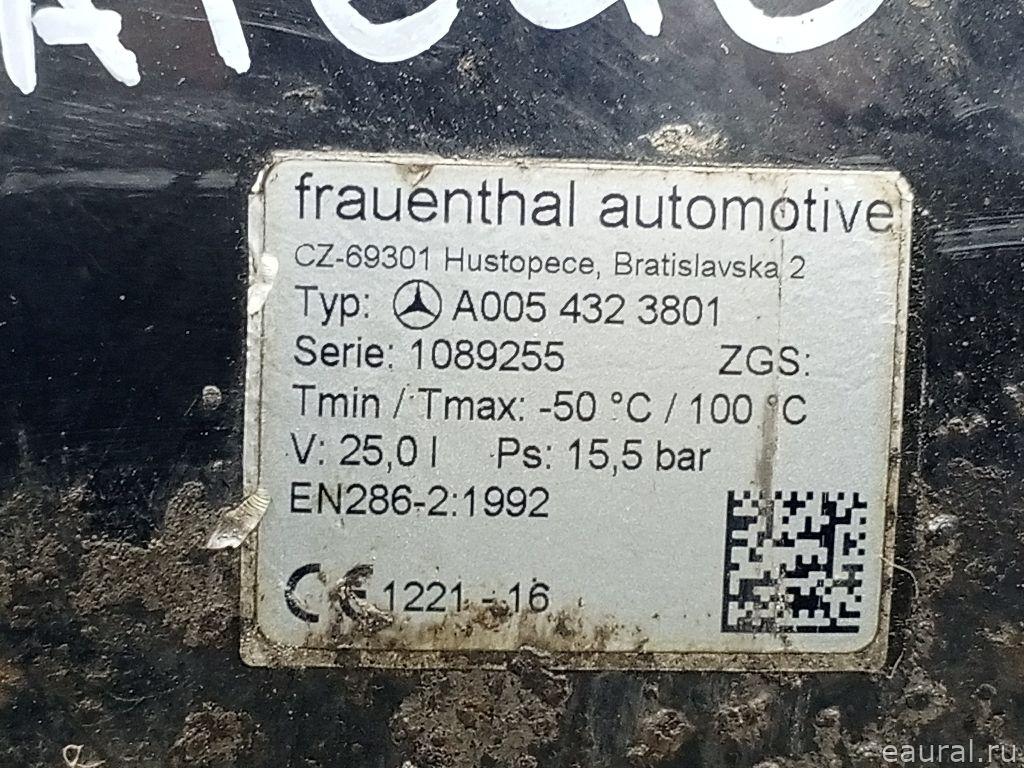 frauenthal automotive
CZ-69301 Hustopece, Bratislavska 2
Typ: A005 432 3801
Serie: 1089255 ZGS:
Tmin / Tmax: -50 °C / 100 °C
V: 25,0 l Ps: 15,5 bar
EN286-2:1992
CE 1221 - 16
eaural.ru